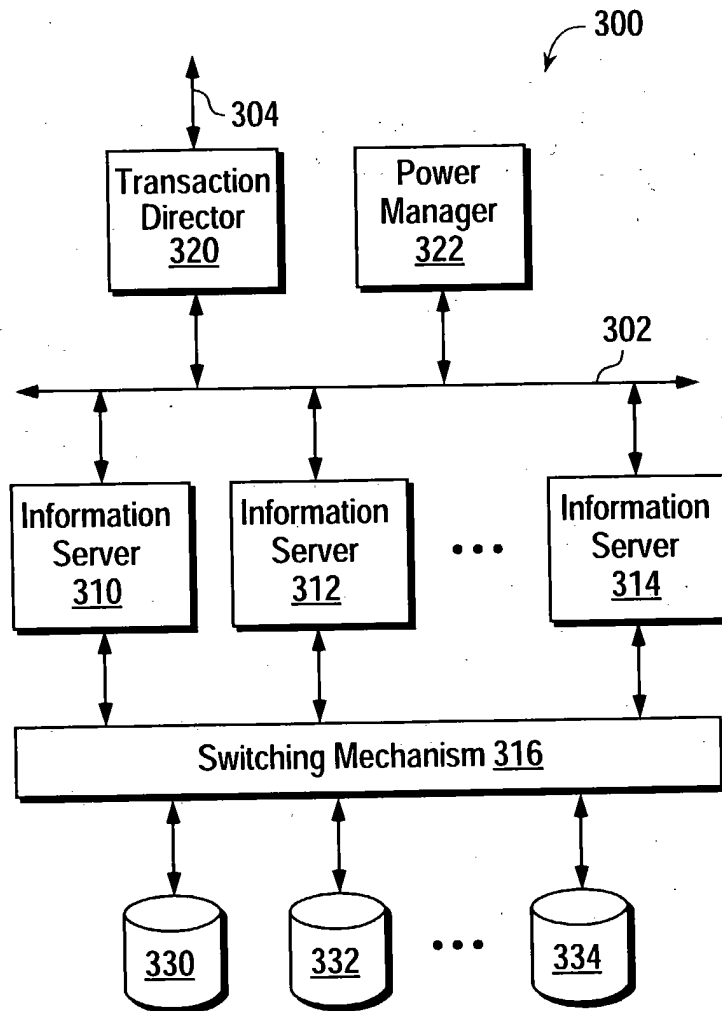 300
304
Transaction
Director
320
Power
Manager
322
302
Information
Server
310
Information
Server
312
•••
Information
Server
314
Switching Mechanism 316
330
332
•••
334